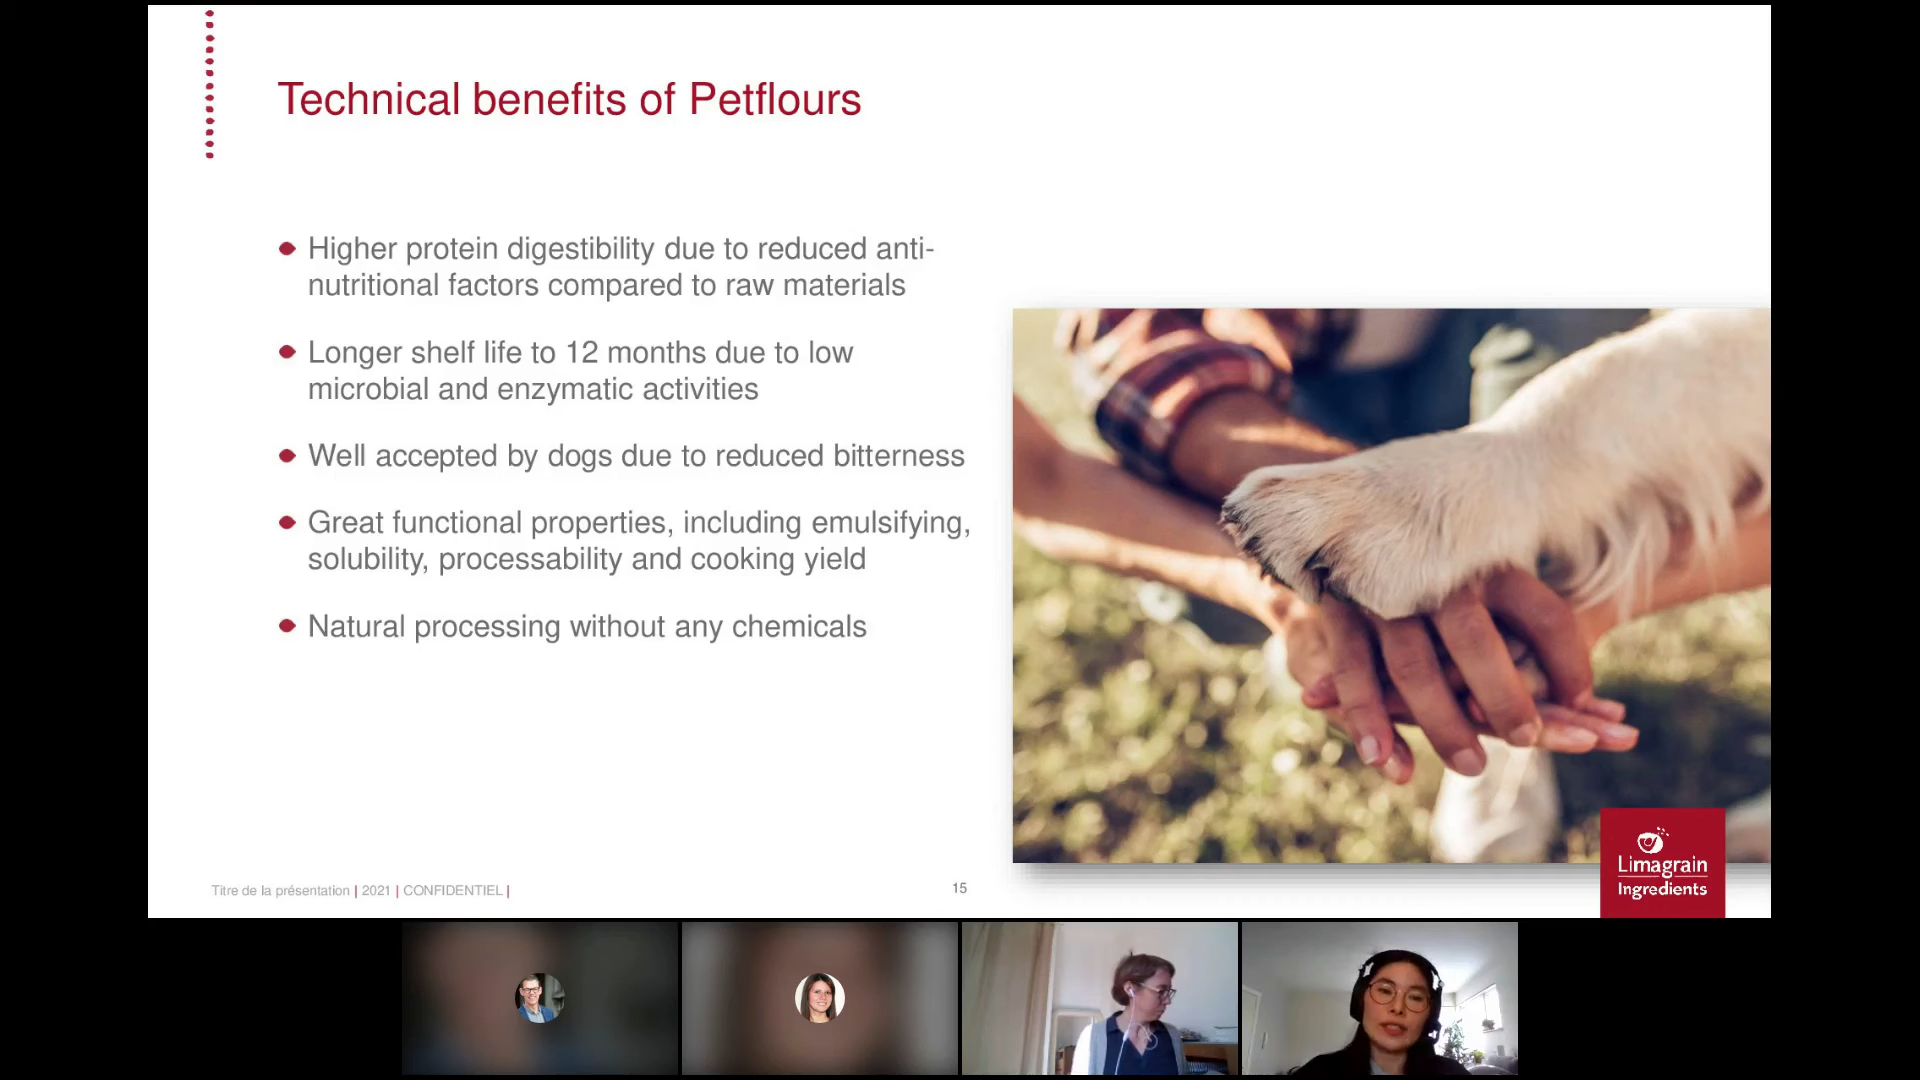 Technical benefits of Petflours
Higher protein digestibility due to reduced anti-
nutritional factors compared to raw materials
Longer shelf life to 12 months due to low
microbial and enzymatic activities
Well accepted by dogs due to reduced bitterness
Great functional properties, including emulsifying,
solubility, processability and cooking yield
Natural processing without any chemicals
Titre de la présentation | 2021 | CONFIDENTIEL |
15
Limagrain
Ingredients